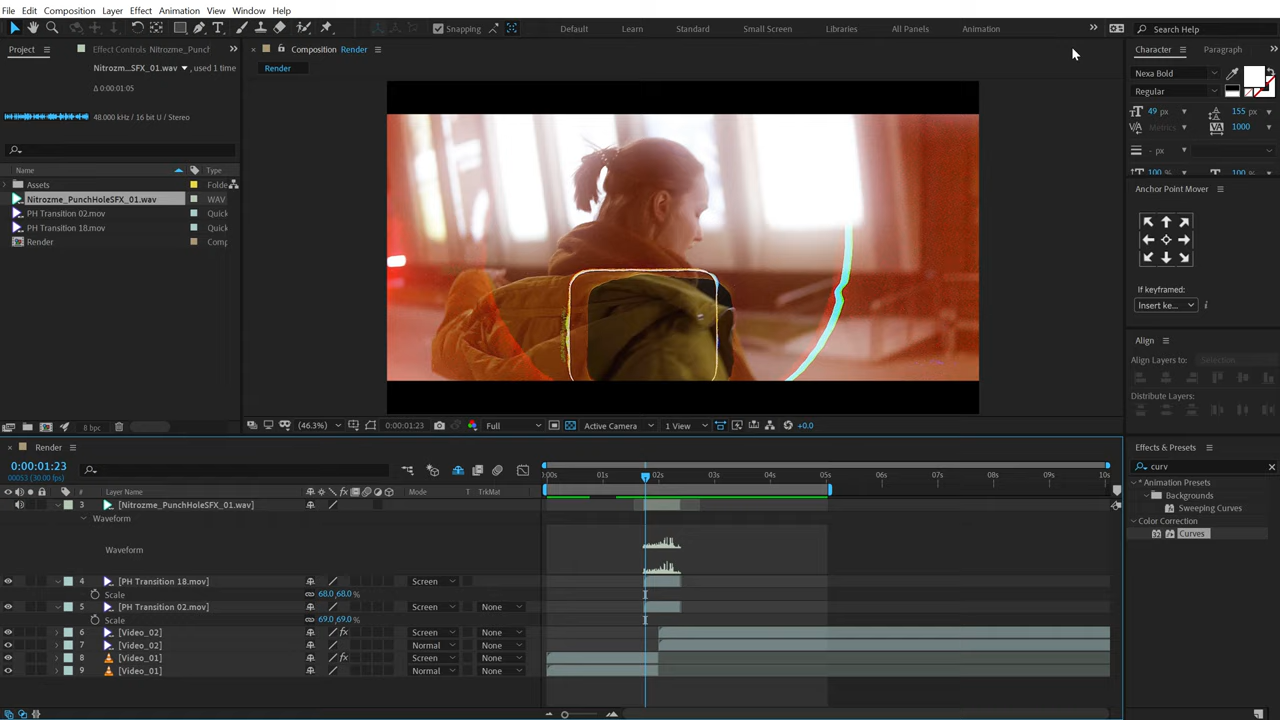 File Edit Composition Layer Effect Animation View Window Help
Snapping Default Learn Standard Small Screen Libraries All Panels Animation Search Help
Project Effect Controls Nitrozme_Punch Composition Render Character Paragraph
Nitrozm...SFX_01.wav , used 1 time Render Nexa Bold
Δ 0:00:01:05 Regular
49 px 155 px
48.000 kHz / 16 bit U / Stereo
Metrics 1000
- px
100 % 100 %
Name Type
Assets Folde
Nitrozme_PunchHoleSFX_01.wav WAV
PH Transition 02.mov Quick
PH Transition 18.mov Quick
Render Comp
Anchor Point Mover
If keyframed:
Insert ke...
Align
Align Layers to: Selection
Distribute Layers:
8 bpc (46.3%) 0:00:01:23 Full Active Camera 1 View +0.0
Render Effects & Presets
0:00:01:23 curv
00053 (30.00 fps)
:00s 01s 02s 03s 04s 05s 06s 07s 08s 09s 10s
Animation Presets
Backgrounds
Sweeping Curves
Color Correction
Curves
# Layer Name Mode T TrkMat
3 [Nitrozme_PunchHoleSFX_01.wav]
Waveform
Waveform
4 [PH Transition 18.mov] Screen
Scale 68.0,68.0 %
5 [PH Transition 02.mov] Screen None
Scale 69.0,69.0 %
6 [Video_02] Screen None
7 [Video_02] Normal None
8 [Video_01] Screen None
9 [Video_01] Normal None